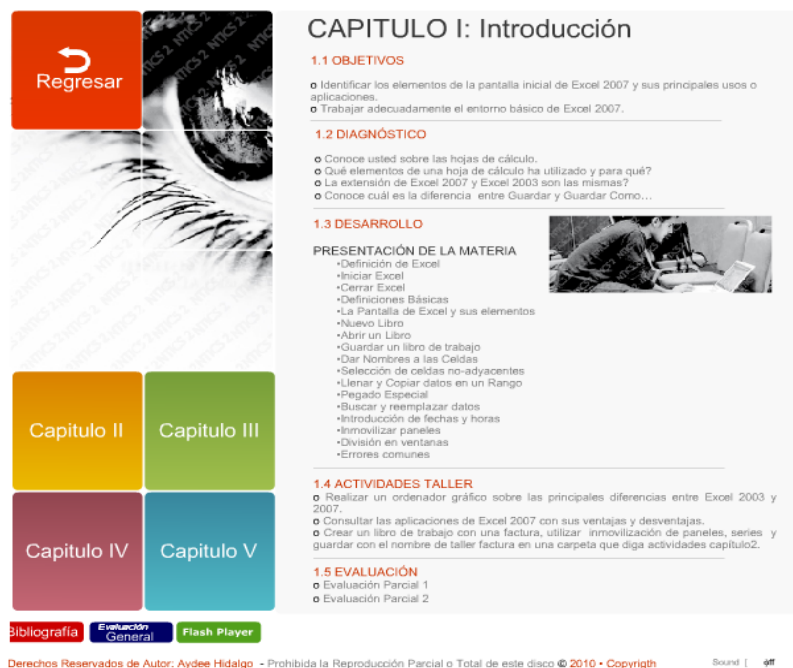 Regresar
NTICS 2 NTICS 2 NTICS 2
CAPITULO I: Introducción
1.1 OBJETIVOS
o Identificar los elementos de la pantalla inicial de Excel 2007 y sus principales usos o
aplicaciones.
o Trabajar adecuadamente el entorno básico de Excel 2007.
1.2 DIAGNÓSTICO
o Conoce usted sobre las hojas de cálculo.
o Qué elementos de una hoja de cálculo ha utilizado y para qué?
o La extensión de Excel 2007 y Excel 2003 son las mismas?
o Conoce cuál es la diferencia entre Guardar y Guardar Como...
1.3 DESARROLLO
PRESENTACIÓN DE LA MATERIA
•Definición de Excel
•Iniciar Excel
•Cerrar Excel
•Definiciones Básicas
•La Pantalla de Excel y sus elementos
•Nuevo Libro
•Abrir un Libro
•Guardar un libro de trabajo
•Dar Nombres a las Celdas
•Selección de celdas no-adyacentes
•Llenar y Copiar datos en un Rango
•Pegado Especial
•Buscar y reemplazar datos
•Introducción de fechas y horas
•Inmovilizar paneles
•División en ventanas
•Errores comunes
1.4 ACTIVIDADES TALLER
o Realizar un ordenador gráfico sobre las principales diferencias entre Excel 2003 y
2007.
o Consultar las aplicaciones de Excel 2007 con sus ventajas y desventajas.
o Crear un libro de trabajo con una factura, utilizar inmovilización de paneles, series y
guardar con el nombre de taller factura en una carpeta que diga actividades capítulo2.
1.5 EVALUACIÓN
o Evaluación Parcial 1
o Evaluación Parcial 2
Capitulo II
Capitulo III
Capitulo IV
Capitulo V
Bibliografía
Evaluación
General
Flash Player
Derechos Reservados de Autor: Aydee Hidalgo - Prohibida la Reproducción Parcial o Total de este disco © 2010 • Copyrigth
Sound [ off